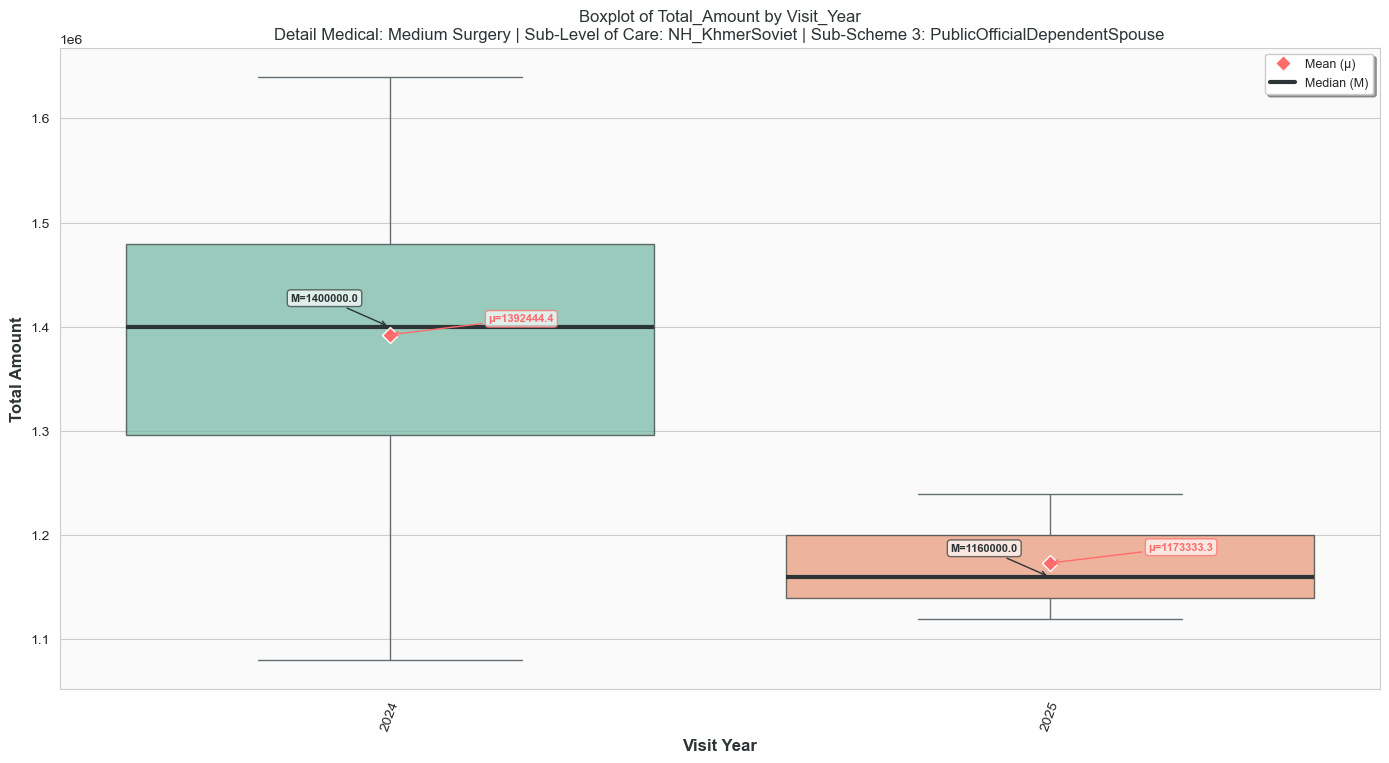 Boxplot of Total_Amount by Visit_Year
Detail Medical: Medium Surgery | Sub-Level of Care: NH_KhmerSoviet | Sub-Scheme 3: PublicOfficialDependentSpouse
1e6
Mean (μ)
Median (M)
1.6
1.5
1.4
1.3
1.2
1.1
Total Amount
M=1400000.0
μ=1392444.4
M=1160000.0
μ=1173333.3
2024
2025
Visit Year